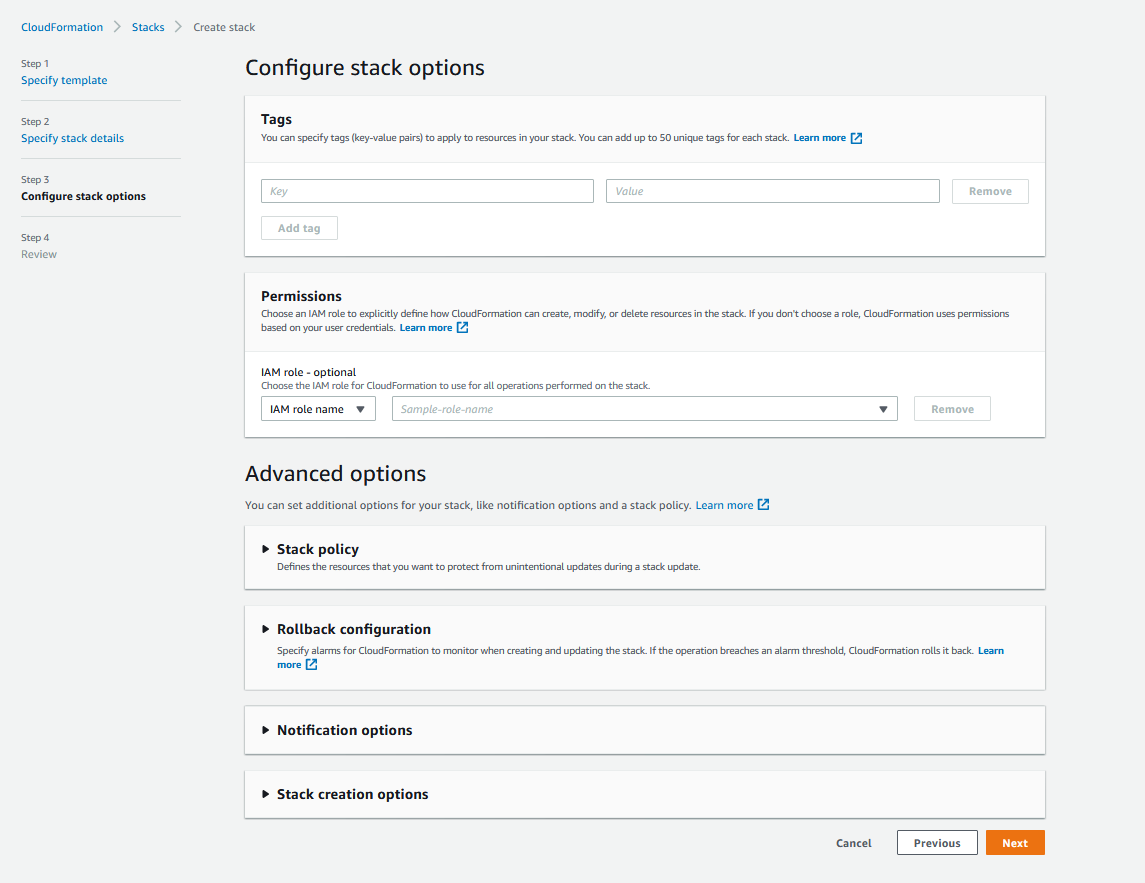 CloudFormation > Stacks > Create stack
Step 1
Specify template
Step 2
Specify stack details
Step 3
Configure stack options
Step 4
Review
Configure stack options
Tags
You can specify tags (key-value pairs) to apply to resources in your stack. You can add up to 50 unique tags for each stack. Learn more
Key Value Remove
Add tag
Permissions
Choose an IAM role to explicitly define how CloudFormation can create, modify, or delete resources in the stack. If you don't choose a role, CloudFormation uses permissions
based on your user credentials. Learn more
IAM role - optional
Choose the IAM role for CloudFormation to use for all operations performed on the stack.
IAM role name Sample-role-name Remove
Advanced options
You can set additional options for your stack, like notification options and a stack policy. Learn more
Stack policy
Defines the resources that you want to protect from unintentional updates during a stack update.
Rollback configuration
Specify alarms for CloudFormation to monitor when creating and updating the stack. If the operation breaches an alarm threshold, CloudFormation rolls it back. Learn
more
Notification options
Stack creation options
Cancel Previous Next